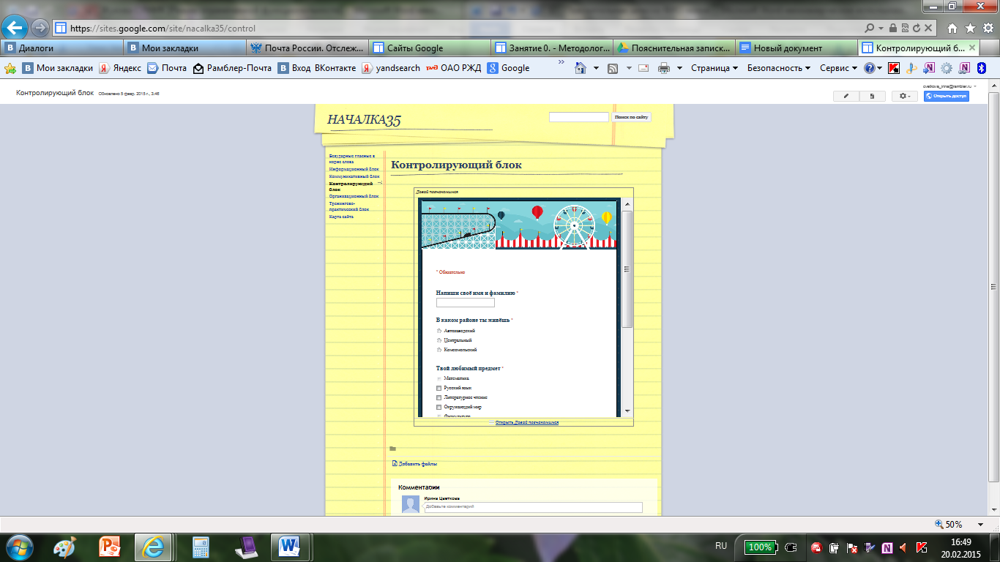 https://sites.google.com/site/nacalka35/control
Диалоги
Мои закладки
Почта России. Отслеж...
Сайты Google
Занятие 0. - Методолог...
Пояснительная записк...
Новый документ
Контролирующий б...
Мои закладки
Яндекс
Почта
Рамблер-Почта
Вход ВКонтакте
yandsearch
ОАО РЖД
Google
Страница
Безопасность
Сервис
Контролирующий блок Обновлено 5 февр. 2015 г., 3:46
cvetkova_irina@rambler.ru
Открыть доступ
НАЧАЛКА35
Поиск по сайту
Безударные гласные в
корне слова
Информационный блок
Коммуникативный блок
Контролирующий
блок
Организационный блок
Тренингово-
практический блок
Карта сайта
Контролирующий блок
Давай познакомимся
* Обязательно
Напиши своё имя и фамилию *
В каком районе ты живёшь *
Автозаводский
Центральный
Комсомольский
Твой любимый предмет *
Математика
Русский язык
Литературное чтение
Окружающий мир
Физкультура
Открыть Давай познакомимся
Добавить файлы
Комментарии
Ирина Цветкова
Добавьте комментарий
50%
RU
100%
16:49
20.02.2015